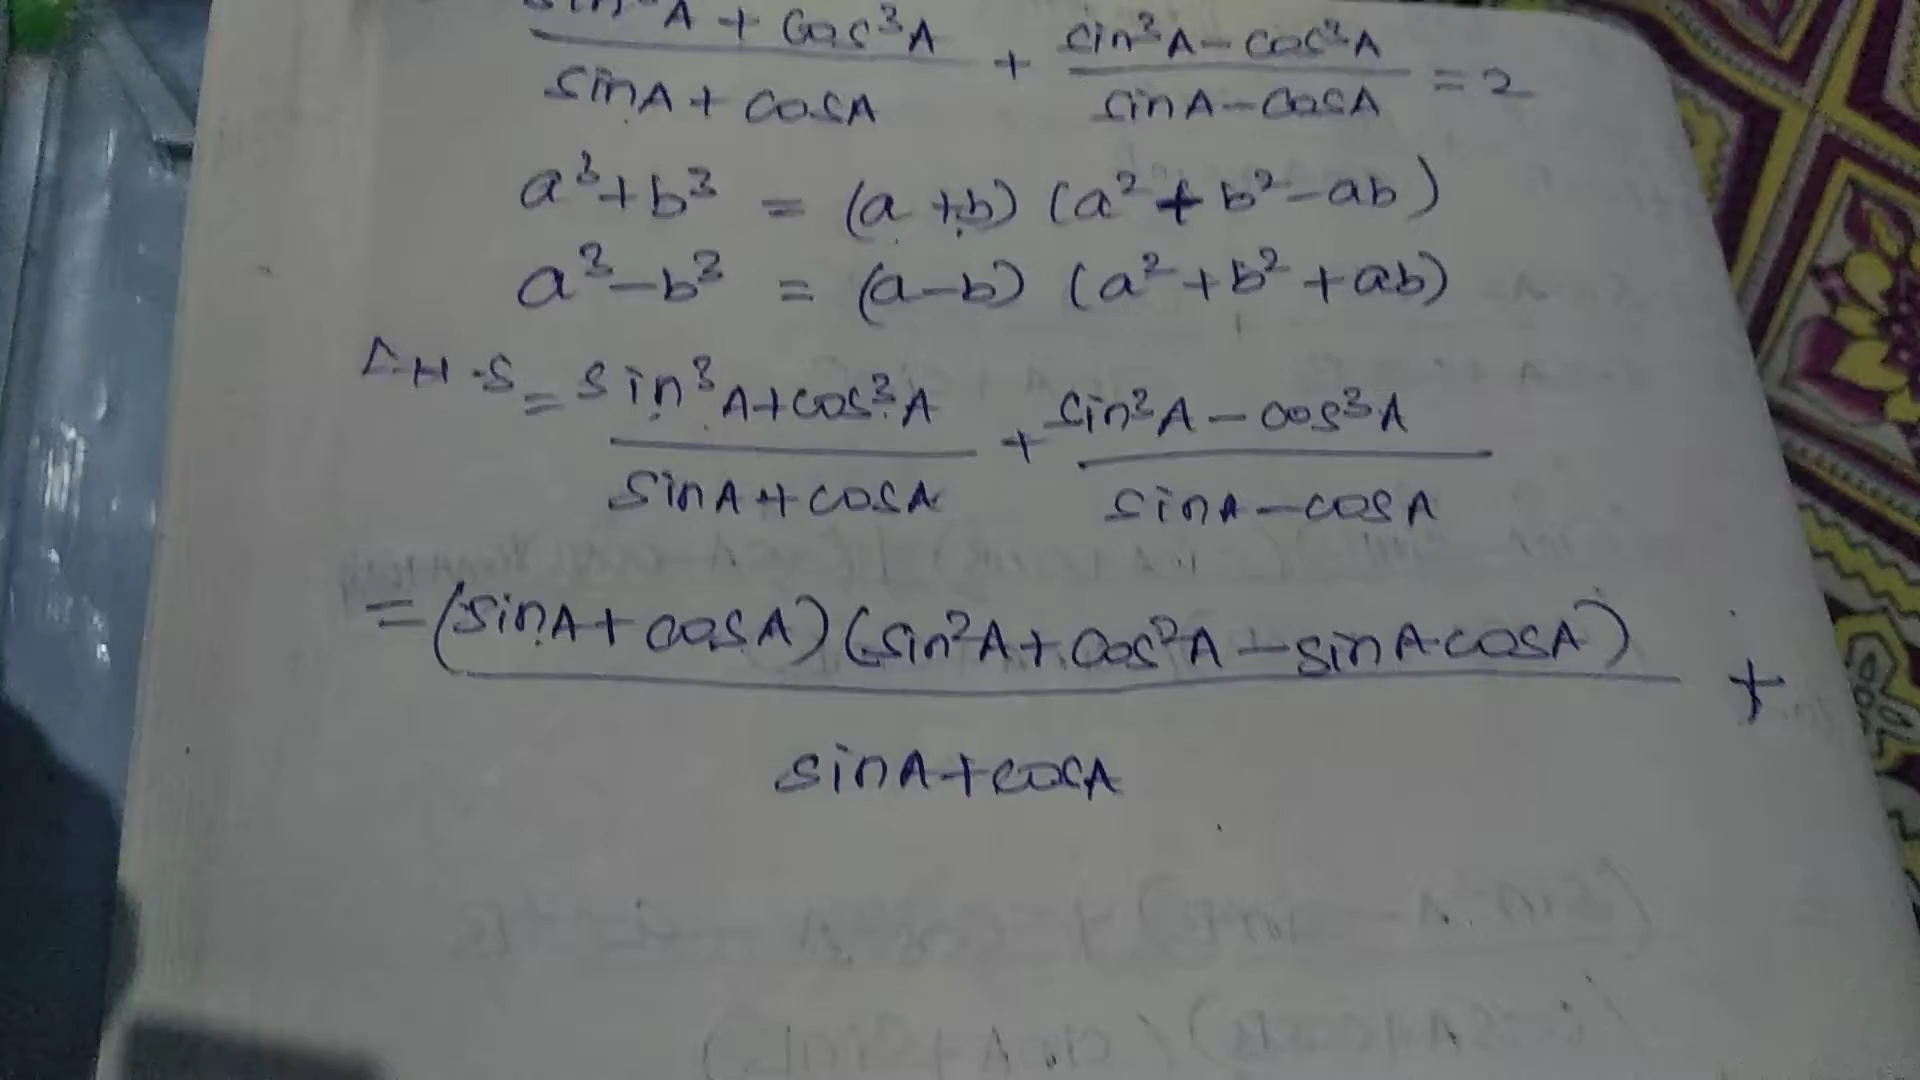 sin³A + cos³A / sinA + cosA + sin³A - cos³A / sinA - cosA = 2
a³+b³ = (a+b) (a²+b²-ab)
a³-b³ = (a-b) (a²+b²+ab)
L.H.S = sin³A+cos³A / sinA+cosA + sin³A-cos³A / sinA-cosA
= (sinA+cosA)(sin²A+cos²A-sinA·cosA) / sinA+cosA +